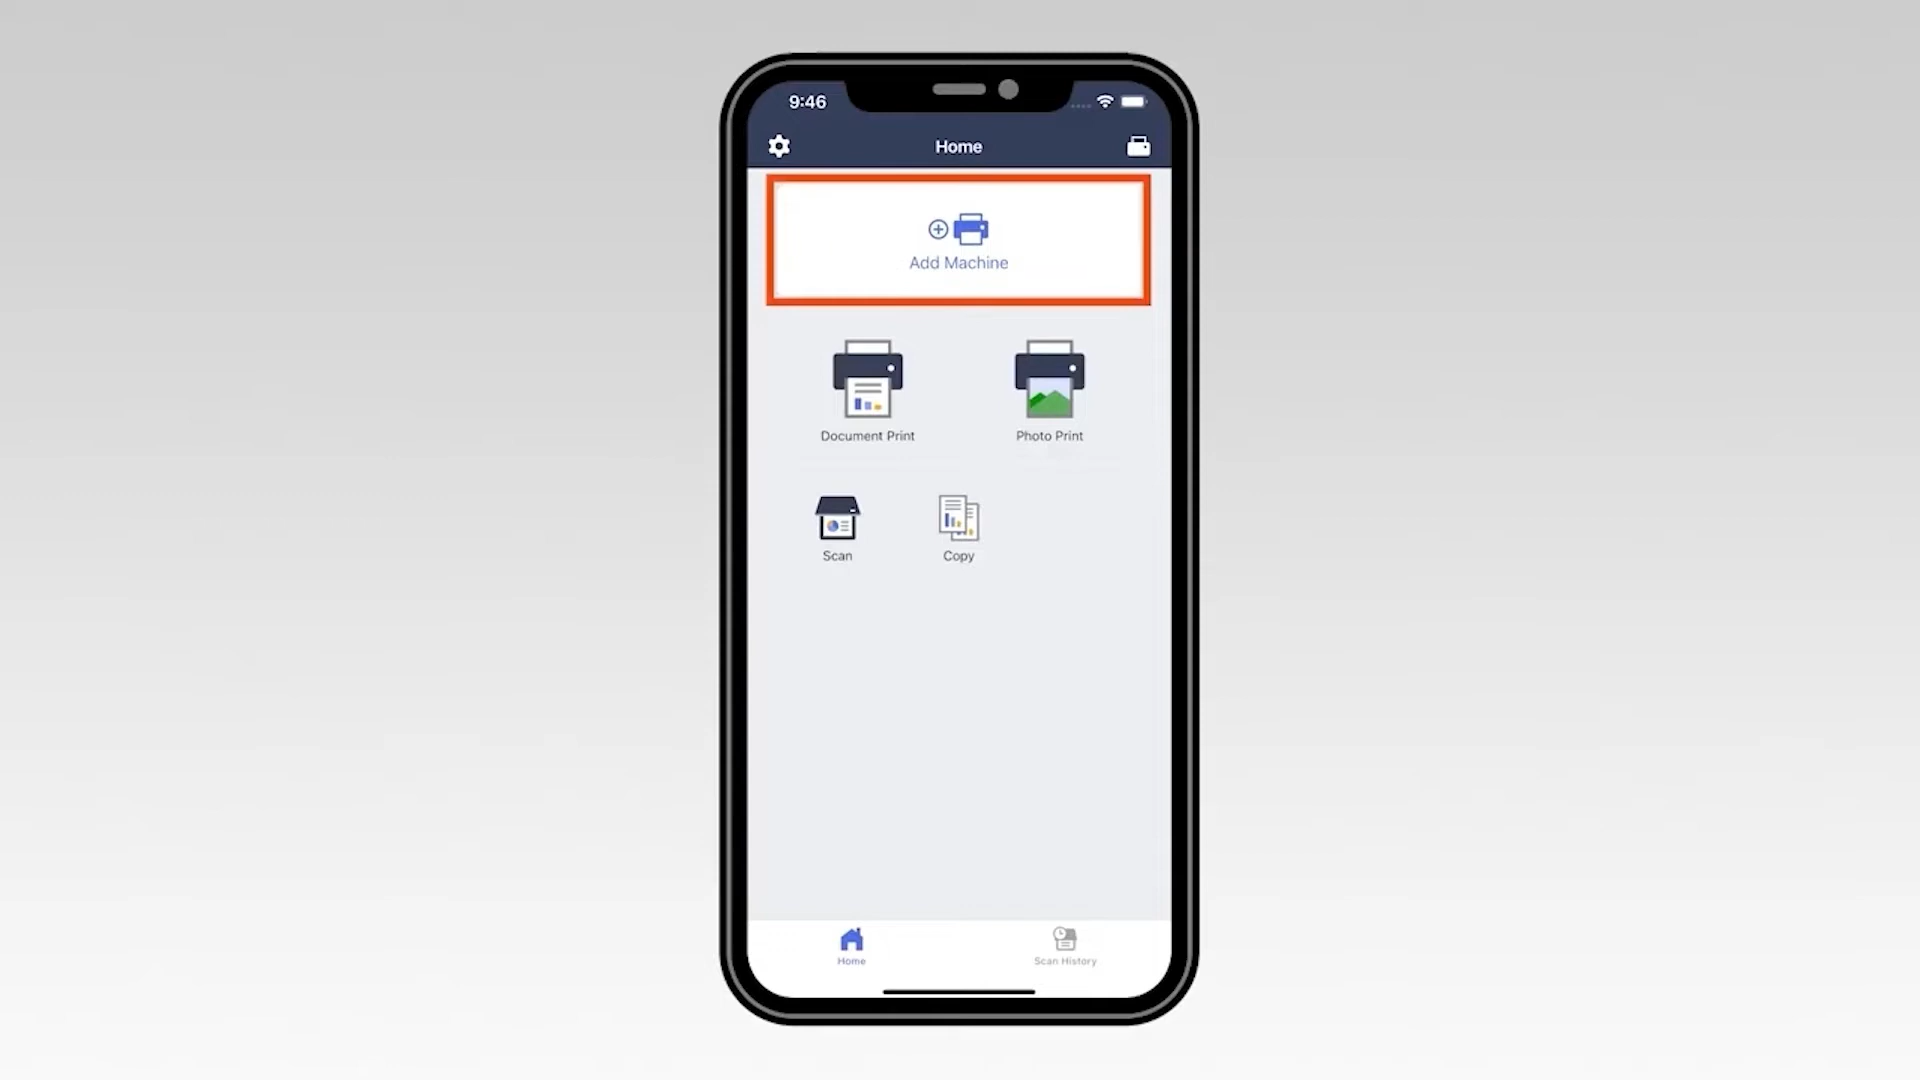 9:46
Home
Add Machine
Document Print
Photo Print
Scan
Copy
Home
Scan History